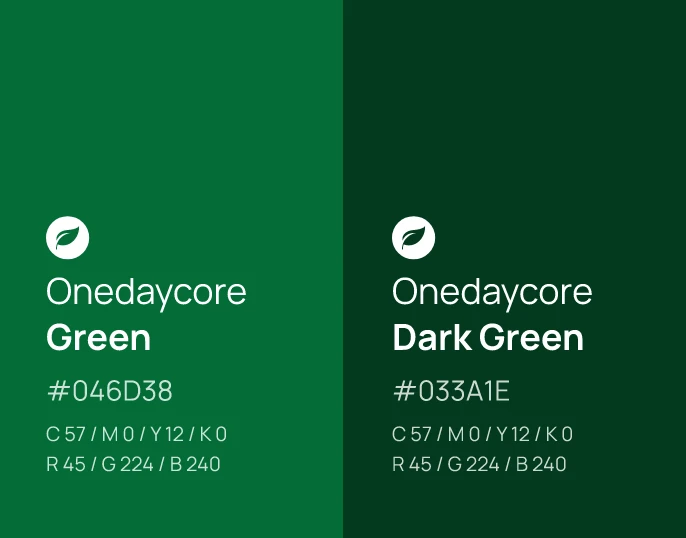 Onedaycore
Green
#046D38
C 57 / M 0 / Y 12 / K 0
R 45 / G 224 / B 240
Onedaycore
Dark Green
#033A1E
C 57 / M 0 / Y 12 / K 0
R 45 / G 224 / B 240